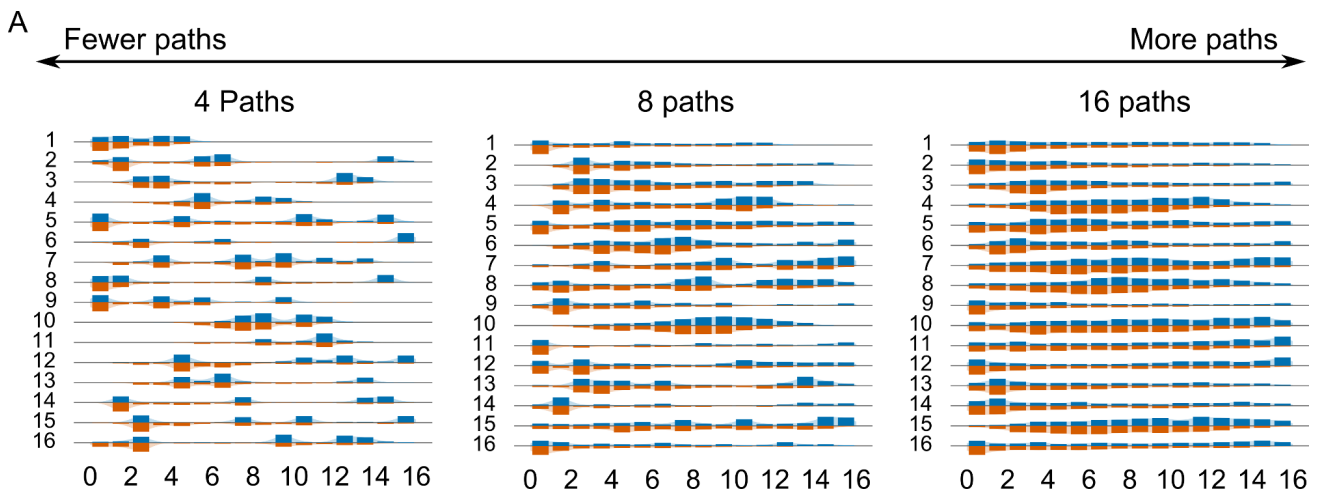 A
Fewer paths
More paths
4 Paths
8 paths
16 paths
1 1 1
2 2 2
3 3 3
4 4 4
5 5 5
6 6 6
7 7 7
8 8 8
9 9 9
10 10 10
11 11 11
12 12 12
13 13 13
14 14 14
15 15 15
16 16 16
0 2 4 6 8 10 12 14 16 0 2 4 6 8 10 12 14 16 0 2 4 6 8 10 12 14 16